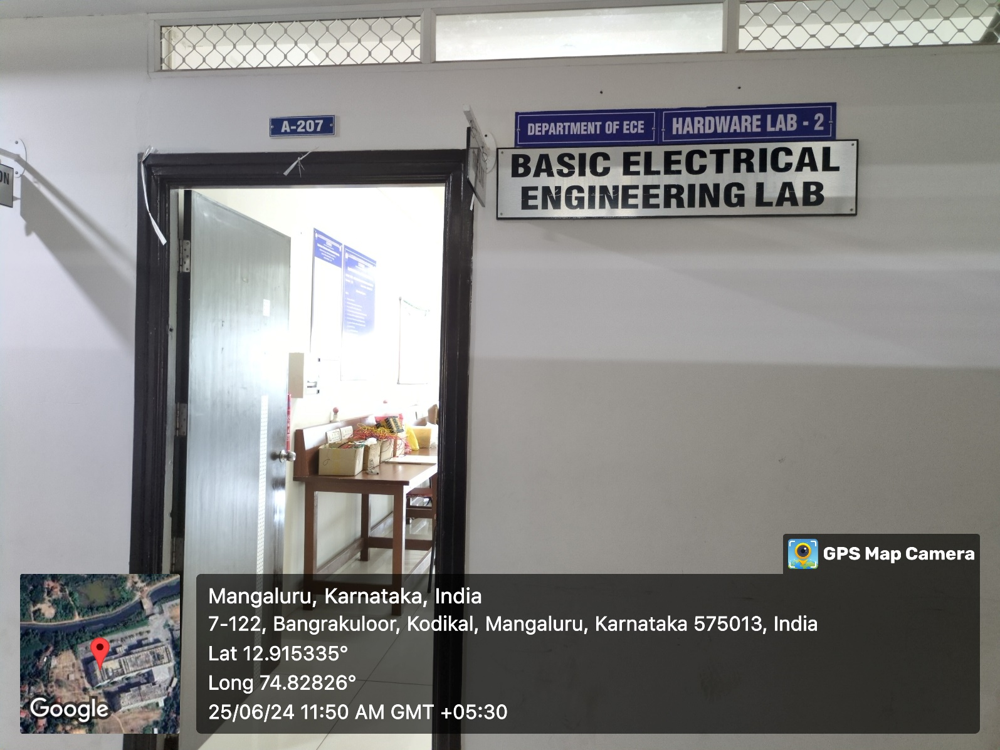 A-207
DEPARTMENT OF ECE
HARDWARE LAB - 2
BASIC ELECTRICAL
ENGINEERING LAB
ON
GPS Map Camera
Mangaluru, Karnataka, India
7-122, Bangrakuloor, Kodikal, Mangaluru, Karnataka 575013, India
Lat 12.915335°
Long 74.82826°
25/06/24 11:50 AM GMT +05:30
Google